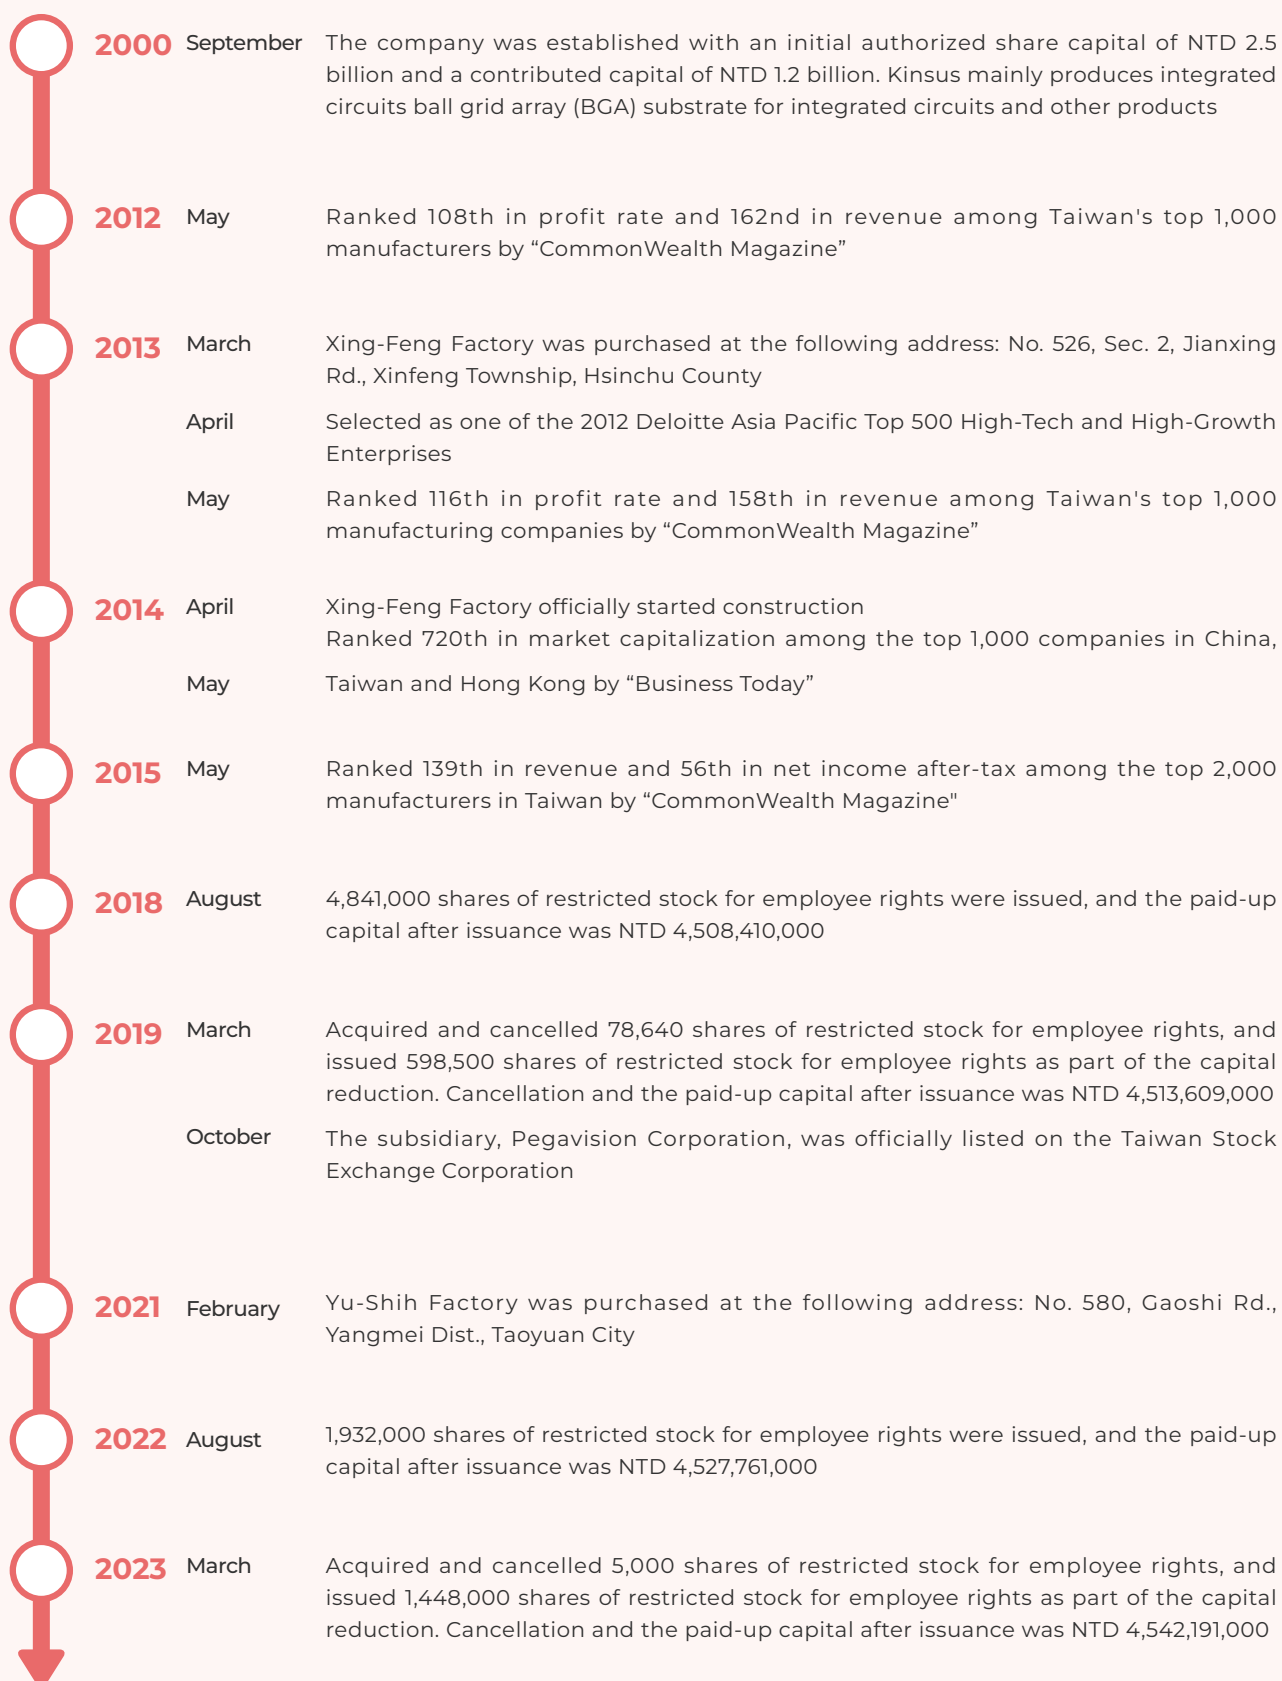 2000 September The company was established with an initial authorized share capital of NTD 2.5
billion and a contributed capital of NTD 1.2 billion. Kinsus mainly produces integrated
circuits ball grid array (BGA) substrate for integrated circuits and other products
2012 May Ranked 108th in profit rate and 162nd in revenue among Taiwan's top 1,000
manufacturers by “CommonWealth Magazine”
2013 March Xing-Feng Factory was purchased at the following address: No. 526, Sec. 2, Jianxing
Rd., Xinfeng Township, Hsinchu County
April Selected as one of the 2012 Deloitte Asia Pacific Top 500 High-Tech and High-Growth
Enterprises
May Ranked 116th in profit rate and 158th in revenue among Taiwan's top 1,000
manufacturing companies by “CommonWealth Magazine”
2014 April Xing-Feng Factory officially started construction
Ranked 720th in market capitalization among the top 1,000 companies in China,
May Taiwan and Hong Kong by “Business Today”
2015 May Ranked 139th in revenue and 56th in net income after-tax among the top 2,000
manufacturers in Taiwan by “CommonWealth Magazine"
2018 August 4,841,000 shares of restricted stock for employee rights were issued, and the paid-up
capital after issuance was NTD 4,508,410,000
2019 March Acquired and cancelled 78,640 shares of restricted stock for employee rights, and
issued 598,500 shares of restricted stock for employee rights as part of the capital
reduction. Cancellation and the paid-up capital after issuance was NTD 4,513,609,000
October The subsidiary, Pegavision Corporation, was officially listed on the Taiwan Stock
Exchange Corporation
2021 February Yu-Shih Factory was purchased at the following address: No. 580, Gaoshi Rd.,
Yangmei Dist., Taoyuan City
2022 August 1,932,000 shares of restricted stock for employee rights were issued, and the paid-up
capital after issuance was NTD 4,527,761,000
2023 March Acquired and cancelled 5,000 shares of restricted stock for employee rights, and
issued 1,448,000 shares of restricted stock for employee rights as part of the capital
reduction. Cancellation and the paid-up capital after issuance was NTD 4,542,191,000